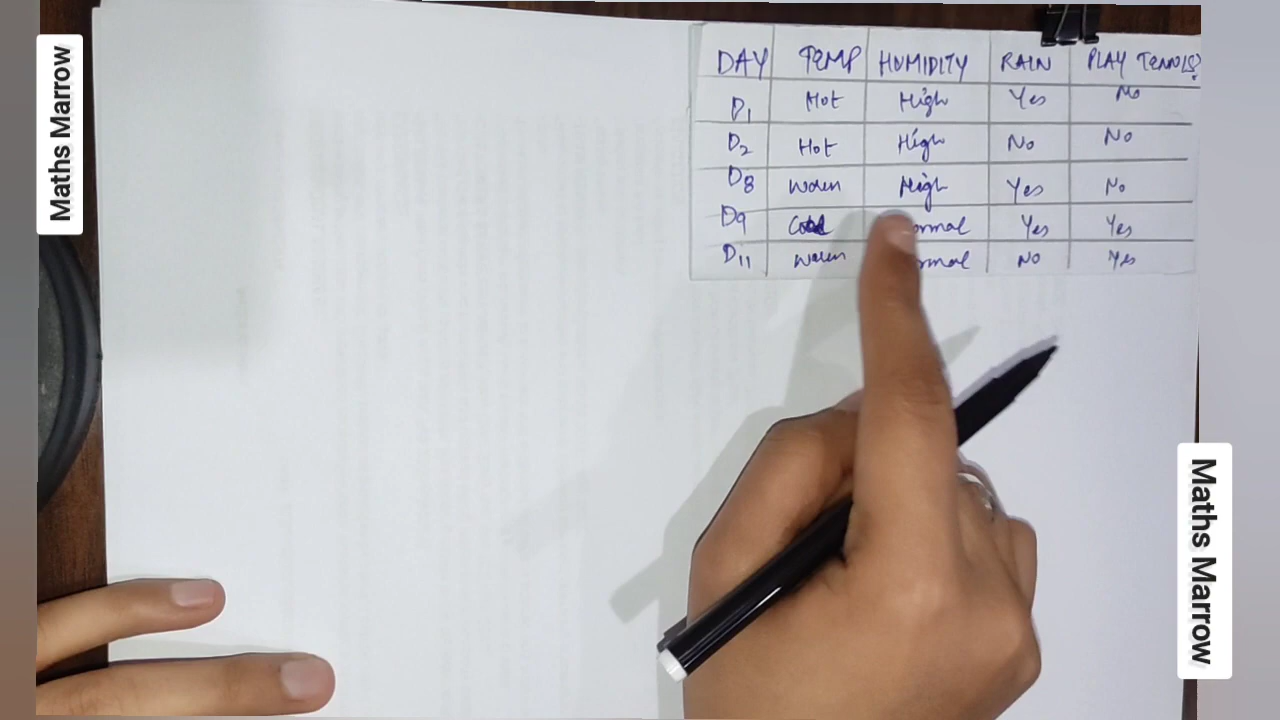 Maths Marrow
DAY TEMP HUMIDITY RAIN PLAY TENNIS?
D1 Hot High Yes No
D2 Hot High No No
D8 Warm High Yes No
D9 Yes Yes
D11 Warm No Yes
Maths Marrow